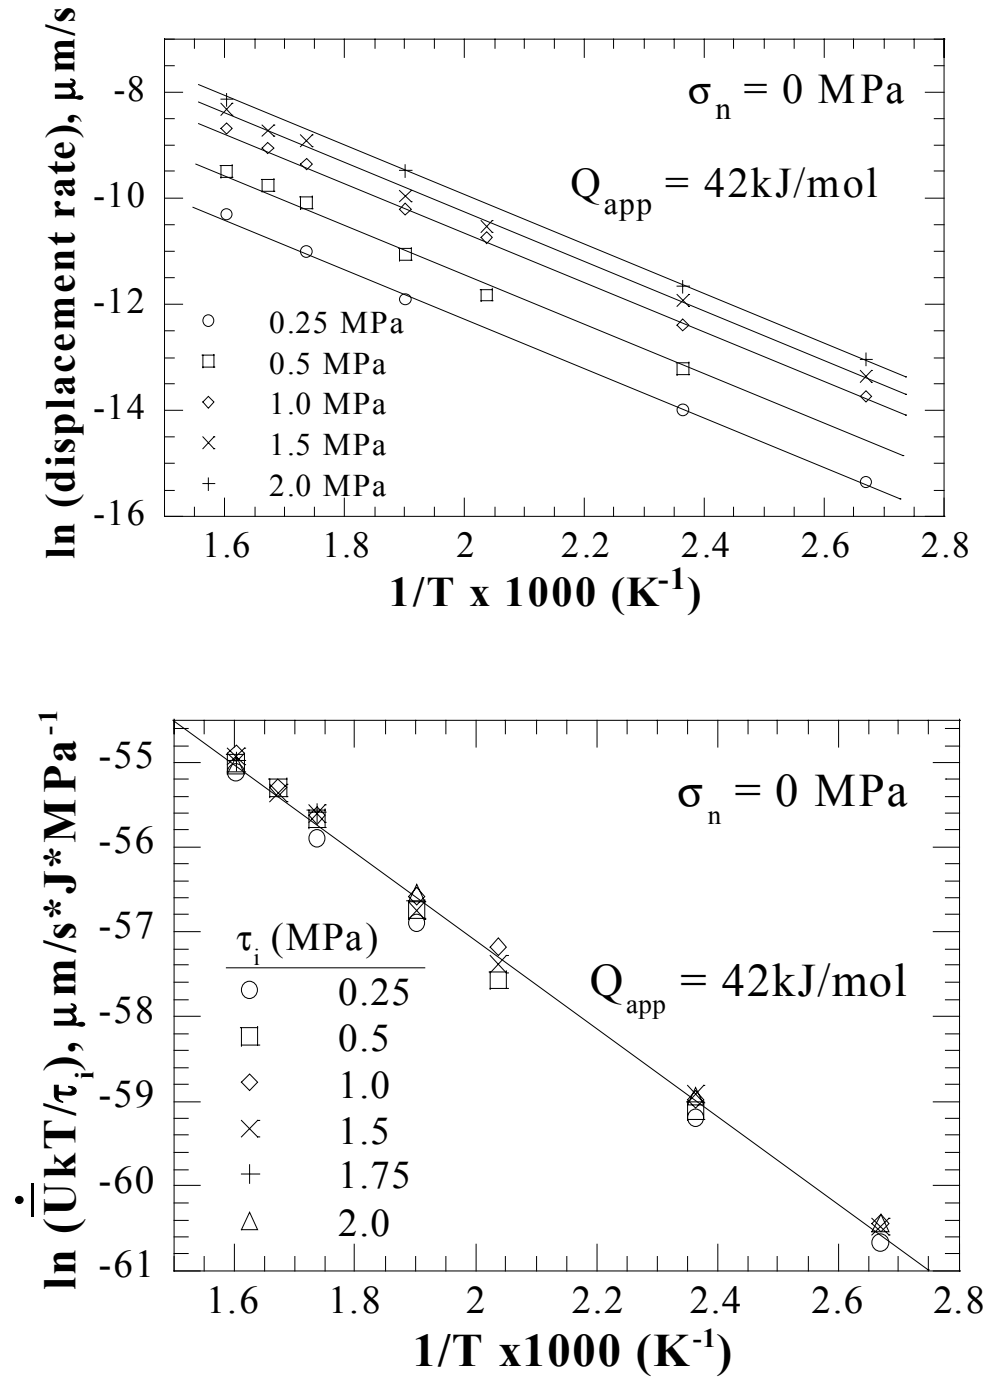 ln (displacement rate), μm/s
-8
-10
-12
-14
-16
σn = 0 MPa
Qapp = 42kJ/mol
0.25 MPa
0.5 MPa
1.0 MPa
1.5 MPa
2.0 MPa
1.6 1.8 2 2.2 2.4 2.6 2.8
1/T x 1000 (K-1)
ln (U̇kT/τi), μm/s*J*MPa-1
-55
-56
-57
-58
-59
-60
-61
σn = 0 MPa
Qapp = 42kJ/mol
τi (MPa)
0.25
0.5
1.0
1.5
1.75
2.0
1.6 1.8 2 2.2 2.4 2.6 2.8
1/T x1000 (K-1)